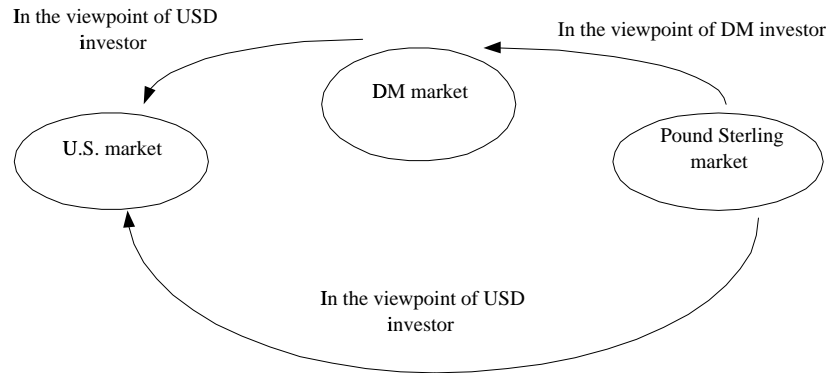 In the viewpoint of USD
investor
In the viewpoint of DM investor
DM market
U.S. market
Pound Sterling
market
In the viewpoint of USD
investor